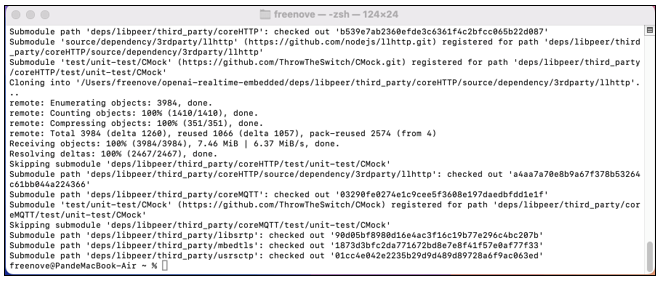 freenove — -zsh — 124×24
Submodule path 'deps/libpeer/third_party/coreHTTP': checked out 'b539e7ab2360efde3c6361f4c2bfcc065b22d087'
Submodule 'source/dependency/3rdparty/llhttp' (https://github.com/nodejs/llhttp.git) registered for path 'deps/libpeer/third
_party/coreHTTP/source/dependency/3rdparty/llhttp'
Submodule 'test/unit-test/CMock' (https://github.com/ThrowTheSwitch/CMock.git) registered for path 'deps/libpeer/third_party
/coreHTTP/test/unit-test/CMock'
Cloning into '/Users/freenove/openai-realtime-embedded/deps/libpeer/third_party/coreHTTP/source/dependency/3rdparty/llhttp'.
..
remote: Enumerating objects: 3984, done.
remote: Counting objects: 100% (1410/1410), done.
remote: Compressing objects: 100% (351/351), done.
remote: Total 3984 (delta 1260), reused 1066 (delta 1057), pack-reused 2574 (from 4)
Receiving objects: 100% (3984/3984), 7.46 MiB | 6.37 MiB/s, done.
Resolving deltas: 100% (2467/2467), done.
Skipping submodule 'deps/libpeer/third_party/coreHTTP/test/unit-test/CMock'
Submodule path 'deps/libpeer/third_party/coreHTTP/source/dependency/3rdparty/llhttp': checked out 'a4aa7a70e8b9a67f378b53264
c61bb044a224366'
Submodule path 'deps/libpeer/third_party/coreMQTT': checked out '03290fe0274e1c9cee5f3608e197daedbfdd1e1f'
Submodule 'test/unit-test/CMock' (https://github.com/ThrowTheSwitch/CMock) registered for path 'deps/libpeer/third_party/cor
eMQTT/test/unit-test/CMock'
Skipping submodule 'deps/libpeer/third_party/coreMQTT/test/unit-test/CMock'
Submodule path 'deps/libpeer/third_party/libsrtp': checked out '90d05bf8980d16e4ac3f16c19b77e296c4bc207b'
Submodule path 'deps/libpeer/third_party/mbedtls': checked out '1873d3bfc2da771672bd8e7e8f41f57e0af77f33'
Submodule path 'deps/libpeer/third_party/usrsctp': checked out '01cc4e042e2235b29d9d489d89728a6f9ac063ed'
freenove@PandeMacBook-Air ~ %